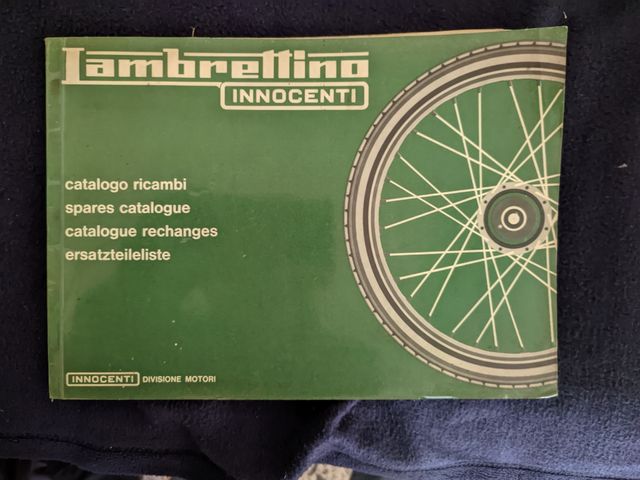 Lambrettino
INNOCENTI
catalogo ricambi
spares catalogue
catalogue rechanges
ersatzteileliste
INNOCENTI DIVISIONE MOTORI